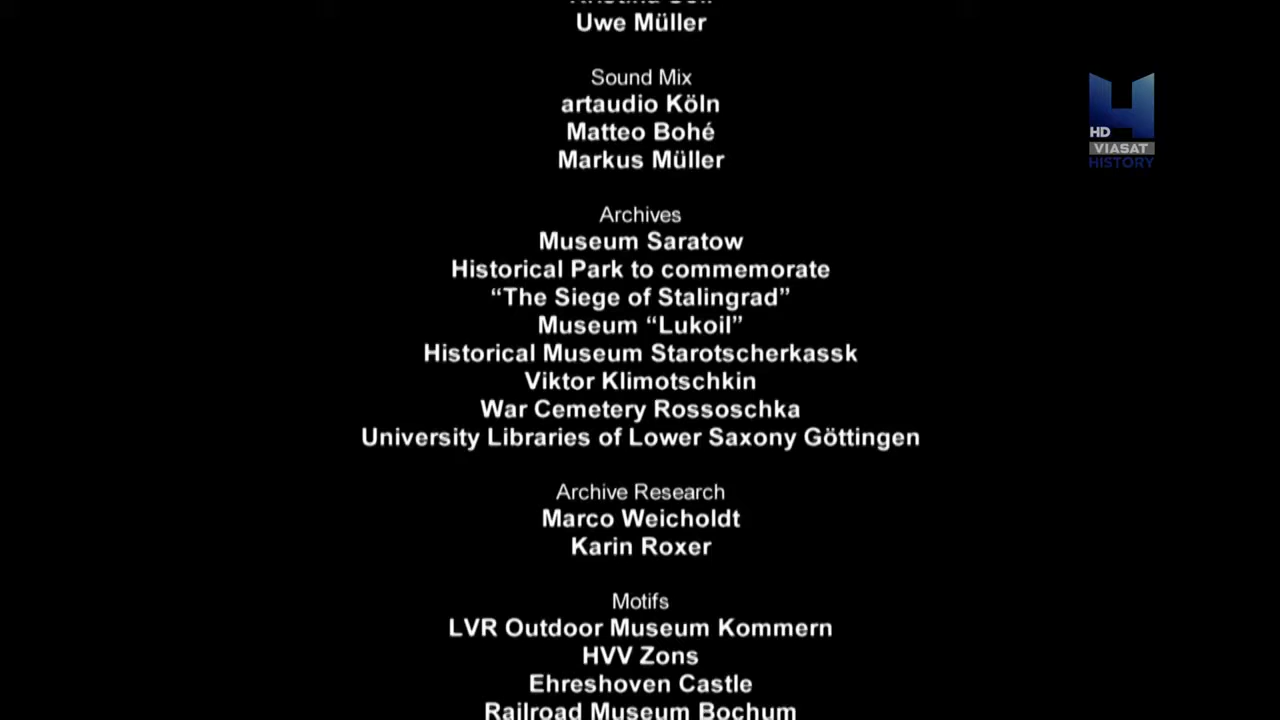 Uwe Müller
Sound Mix
artaudio Köln
Matteo Bohé
Markus Müller
Archives
Museum Saratow
Historical Park to commemorate
“The Siege of Stalingrad”
Museum “Lukoil”
Historical Museum Starotscherkassk
Viktor Klimotschkin
War Cemetery Rossoschka
University Libraries of Lower Saxony Göttingen
Archive Research
Marco Weicholdt
Karin Roxer
Motifs
LVR Outdoor Museum Kommern
HVV Zons
Ehreshoven Castle
Railroad Museum Bochum
HD
VIASAT
HISTORY